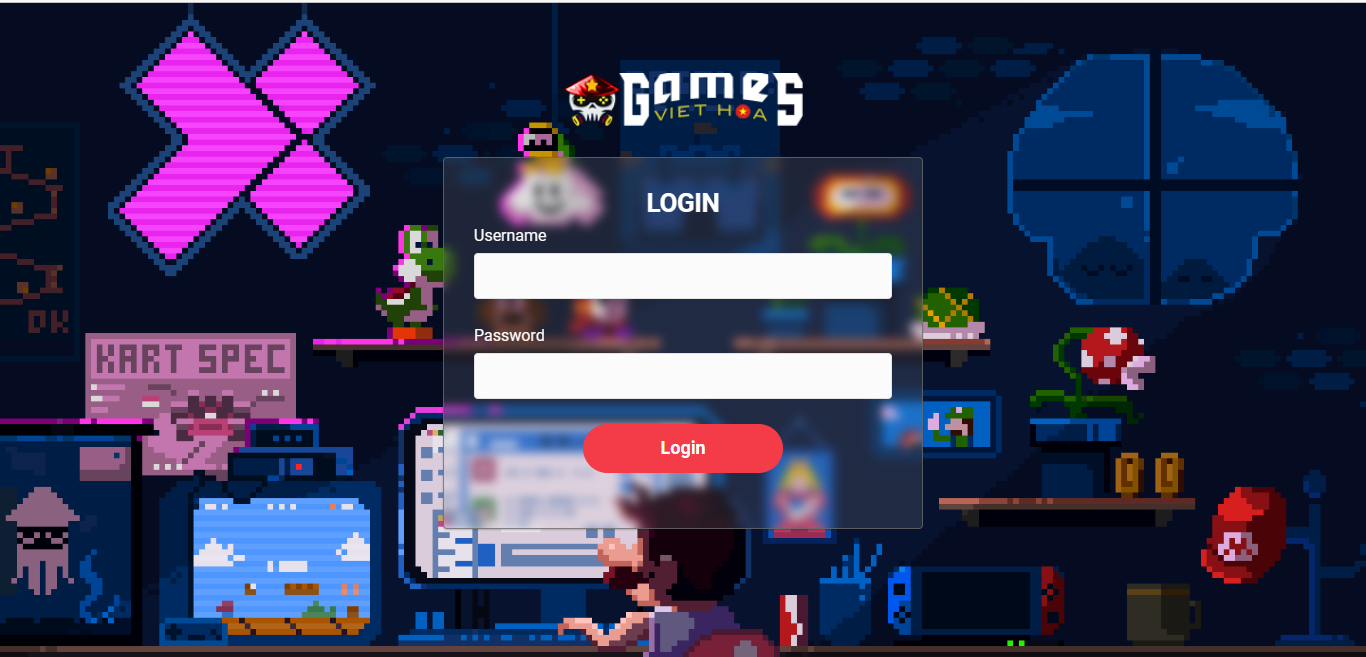 GAMES
VIET HOA
LOGIN
Username
OK
Password
KART SPEC
Login